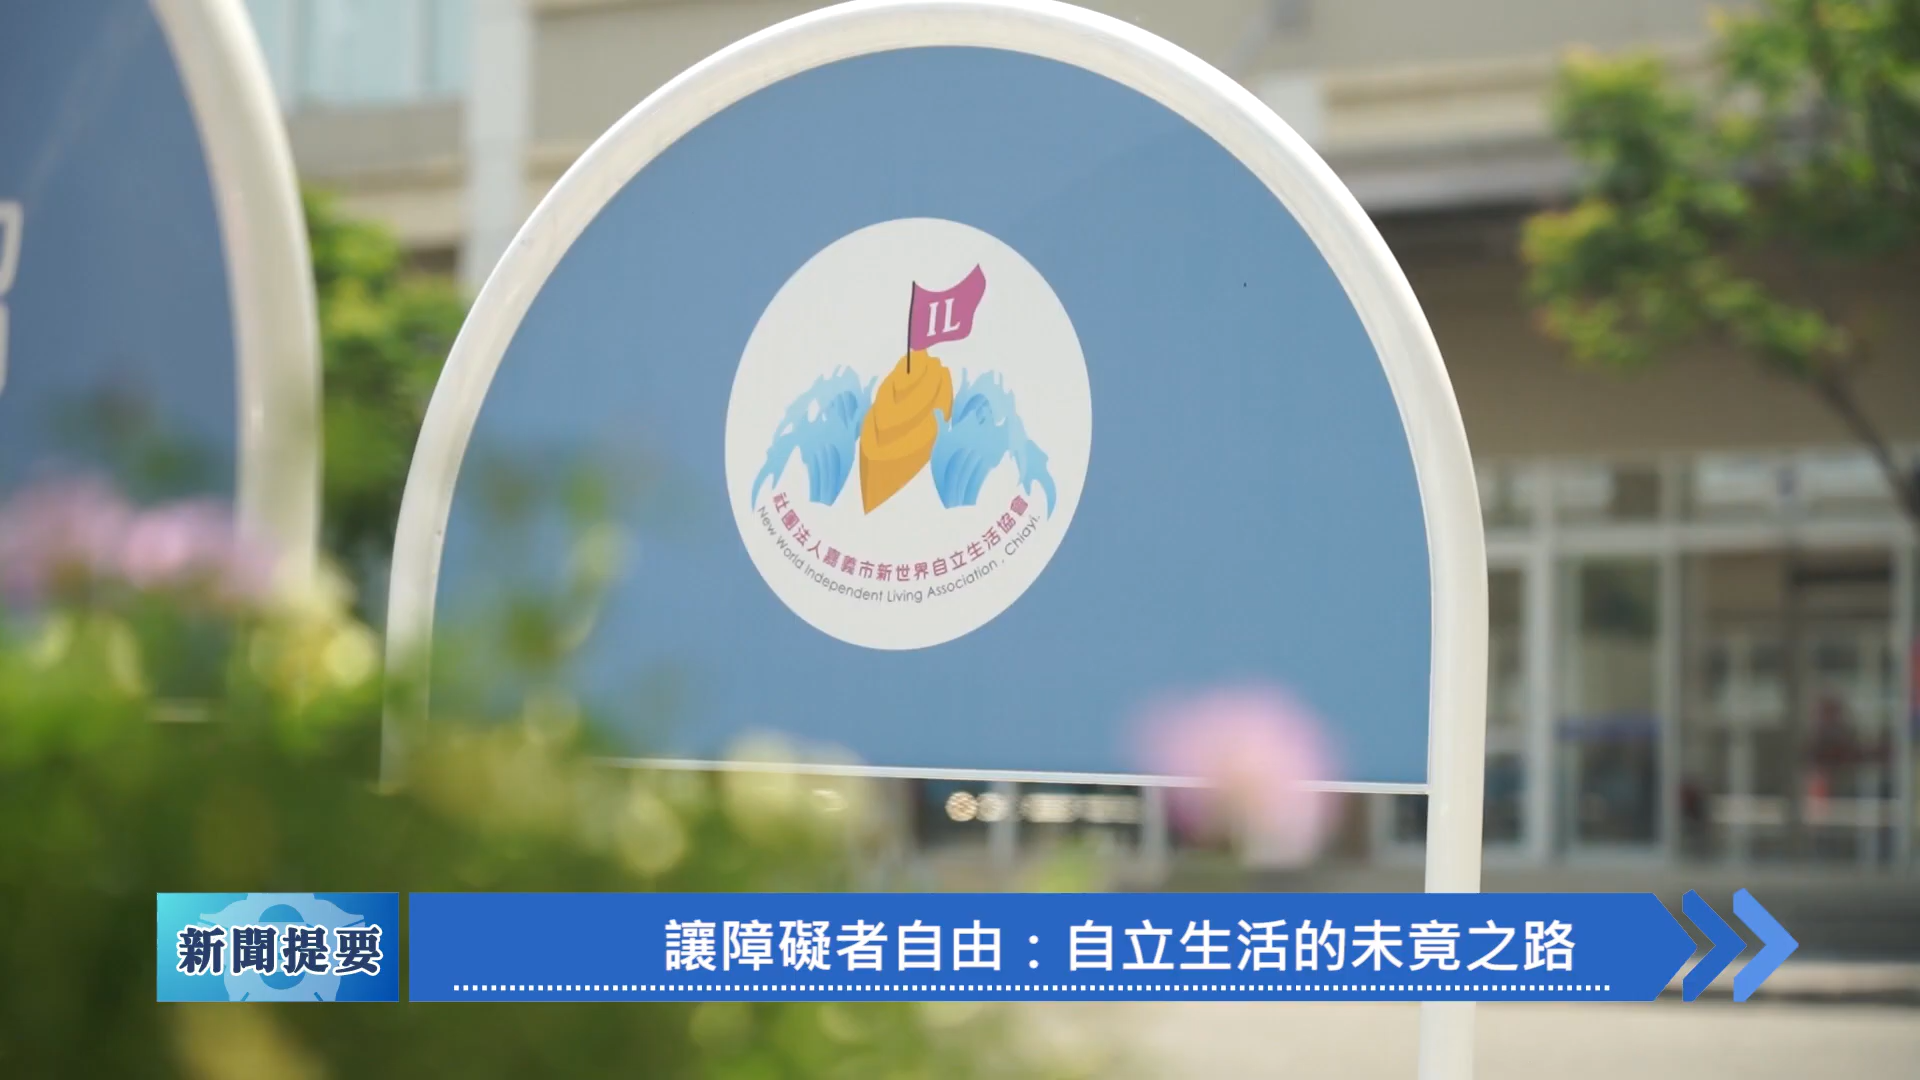 IL
社團法人嘉義市新世界自立生活協會
New World Independent Living Association , Chiayi.
新聞提要
讓障礙者自由：自立生活的未竟之路